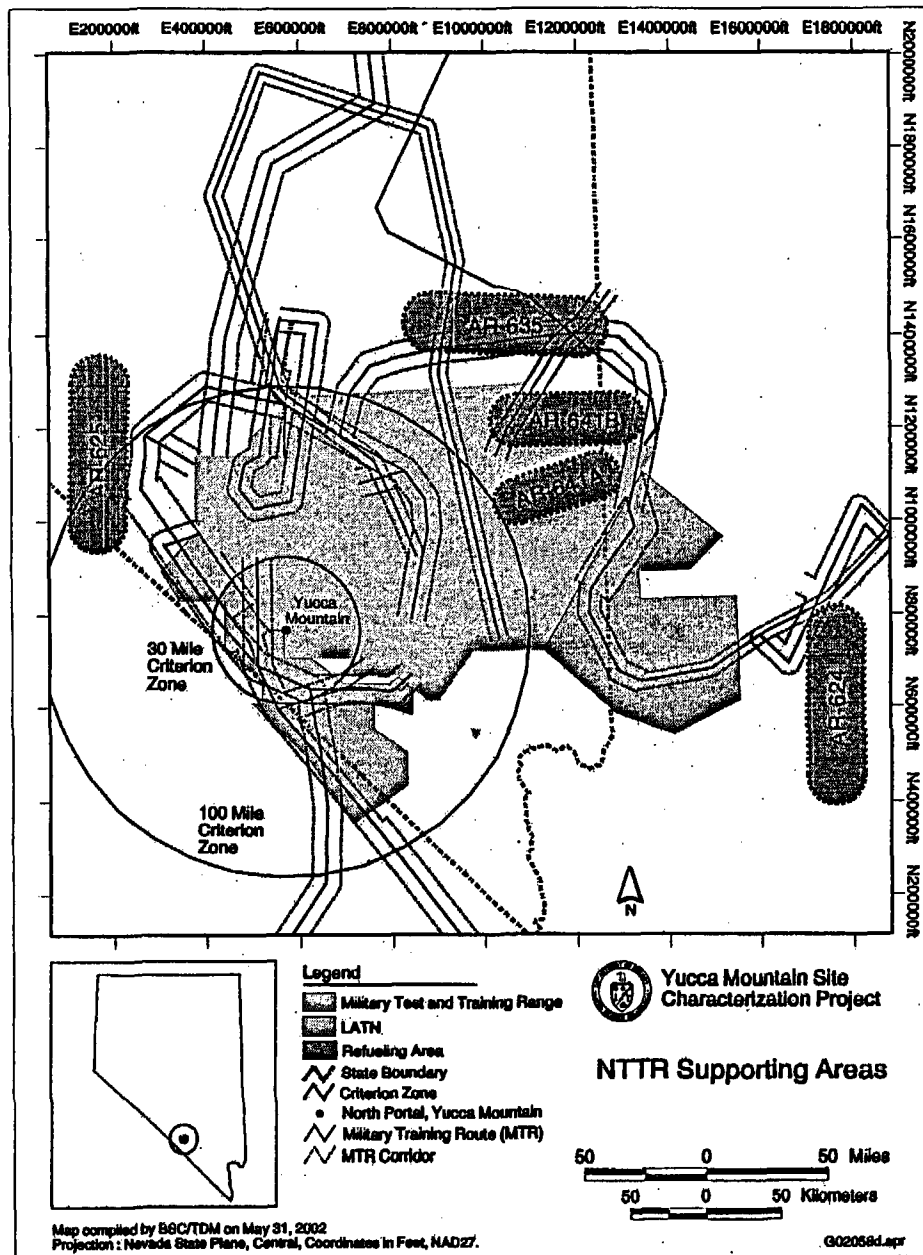 E200000ft E400000ft E600000ft E800000ft E1000000ft E1200000ft E1400000ft E1600000ft E1800000ft
N2000000ft
N1800000ft
N1600000ft
N1400000ft
N1200000ft
N1000000ft
N800000ft
N600000ft
N400000ft
N200000ft
AR-635
AR-625
AR-641B
AR-641A
AR-624
Yucca
Mountain
30 Mile
Criterion
Zone
100 Mile
Criterion
Zone
N
Legend
Military Test and Training Range
LATN
Refueling Area
State Boundary
Criterion Zone
North Portal, Yucca Mountain
Military Training Route (MTR)
MTR Corridor
Yucca Mountain Site
Characterization Project
NTTR Supporting Areas
50 0 50 Miles
50 0 50 Kilometers
Map compiled by BSC/TDM on May 31, 2002
Projection : Nevada State Plane, Central, Coordinates in Feet, NAD27.
G02058d.apr